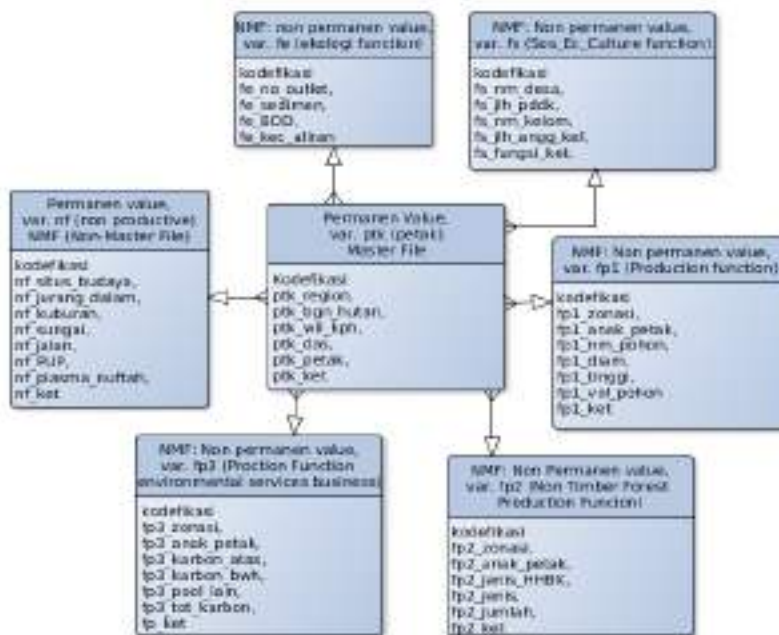 NMF: non permanen value,
var. fe (ekologi function)
kodefikasi
fe_no_outlet,
fe_sedimen,
fe_BOD,
fe_kec_aliran
NMF: Non permanen value,
var. fs (Sos_Ec_Culture function)
kodefikasi
fs_nm_desa,
fs_jlh_pddk,
fs_nm_kelom,
fs_jlh_angg_kel,
fs_fungsi_ket,
Permanen value,
var. nf (non productive)
NMF (Non-Master File)
kodefikasi
nf_situs_budaya,
nf_jurang_dalam,
nf_kuburan,
nf_sungai,
nf_jalan,
nf_PUP,
nf_plasma_nuftah,
nf_ket
Permanen Value,
var. ptk (petak)
Master File
Kodefikasi
ptk_region,
ptk_bgn_hutan,
ptk_wil_kph,
ptk_das,
ptk_petak,
ptk_ket
NMF: Non permanen value,
var. fp1 (Production function)
kodefikasi
fp1_zonasi,
fp1_anak_petak,
fp1_nm_pohon,
fp1_diam,
fp1_tinggi,
fp1_vol_pohon
fp1_ket
NMF: Non permanen value,
var. fp3 (Proction Function
environmental services business)
kodefikasi
fp3_zonasi,
fp3_anak_petak,
fp3_karbon_atas,
fp3_karbon_bwh,
fp3_pool_lain,
fp3_tot_karbon,
fp_ket
NMF: Non Permanen value,
var. fp2 (Non Timber Forest
Production Funcion)
kodefikasi
fp2_zonasi,
fp2_anak_petak,
fp2_jenis_HHBK,
fp2_jenis,
fp2_jumlah,
fp2_ket